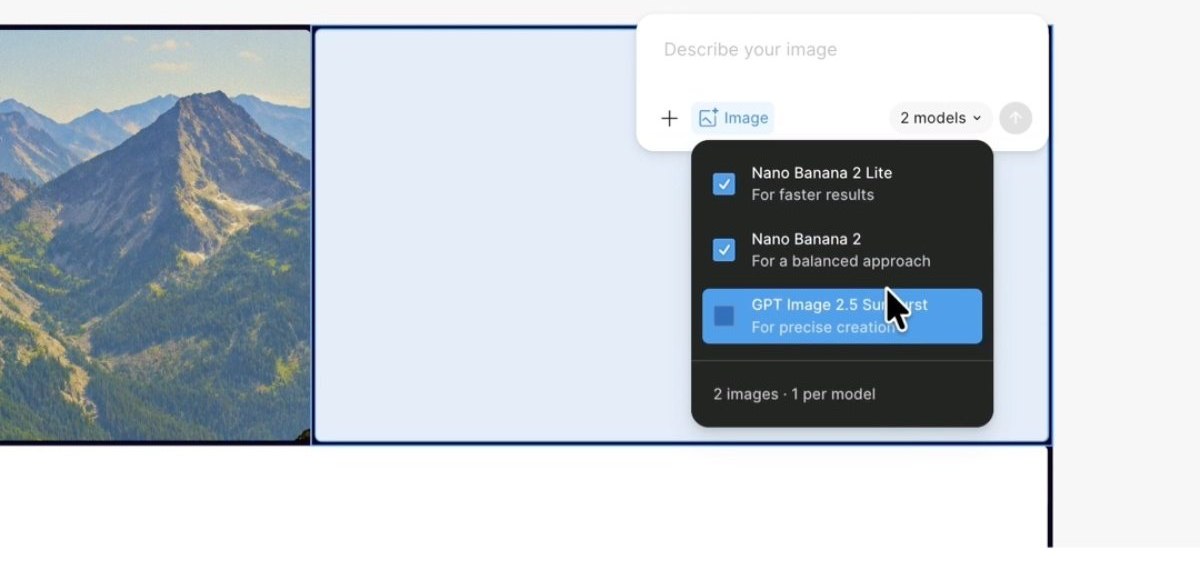 Describe your image
Image
2 models
Nano Banana 2 Lite
For faster results
Nano Banana 2
For a balanced approach
GPT Image 2.5
For precise creation
2 images · 1 per model